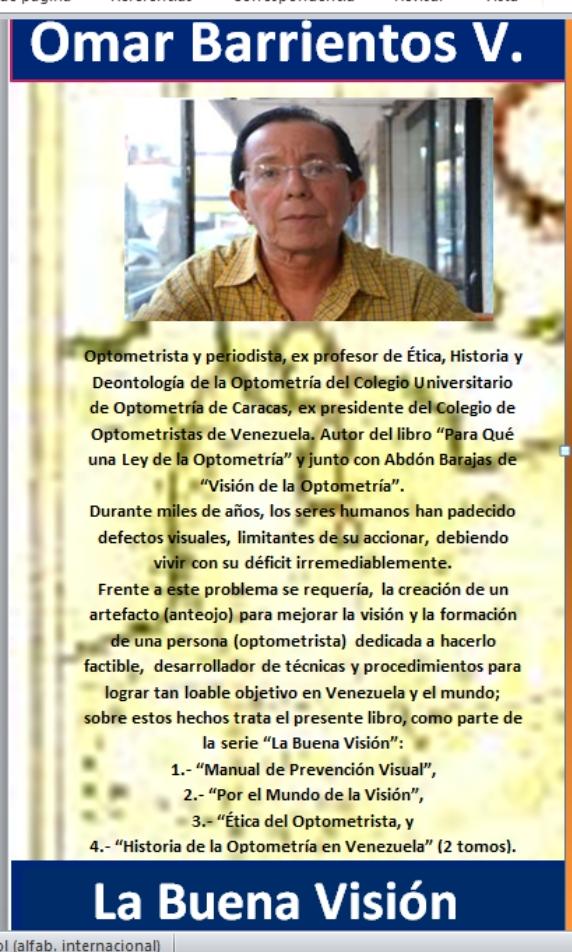 Omar Barrientos V.
Optometrista y periodista, ex profesor de Ética, Historia y
Deontología de la Optometría del Colegio Universitario
de Optometría de Caracas, ex presidente del Colegio de
Optometristas de Venezuela. Autor del libro “Para Qué
una Ley de la Optometría” y junto con Abdón Barajas de
“Visión de la Optometría”.
Durante miles de años, los seres humanos han padecido
defectos visuales, limitantes de su accionar, debiendo
vivir con su déficit irremediablemente.
Frente a este problema se requería, la creación de un
artefacto (anteojo) para mejorar la visión y la formación
de una persona (optometrista) dedicada a hacerlo
factible, desarrollador de técnicas y procedimientos para
lograr tan loable objetivo en Venezuela y el mundo;
sobre estos hechos trata el presente libro, como parte de
la serie “La Buena Visión”:
1.- “Manual de Prevención Visual”,
2.- “Por el Mundo de la Visión”,
3.- “Ética del Optometrista, y
4.- “Historia de la Optometría en Venezuela” (2 tomos).
La Buena Visión
(alfab. internacional)